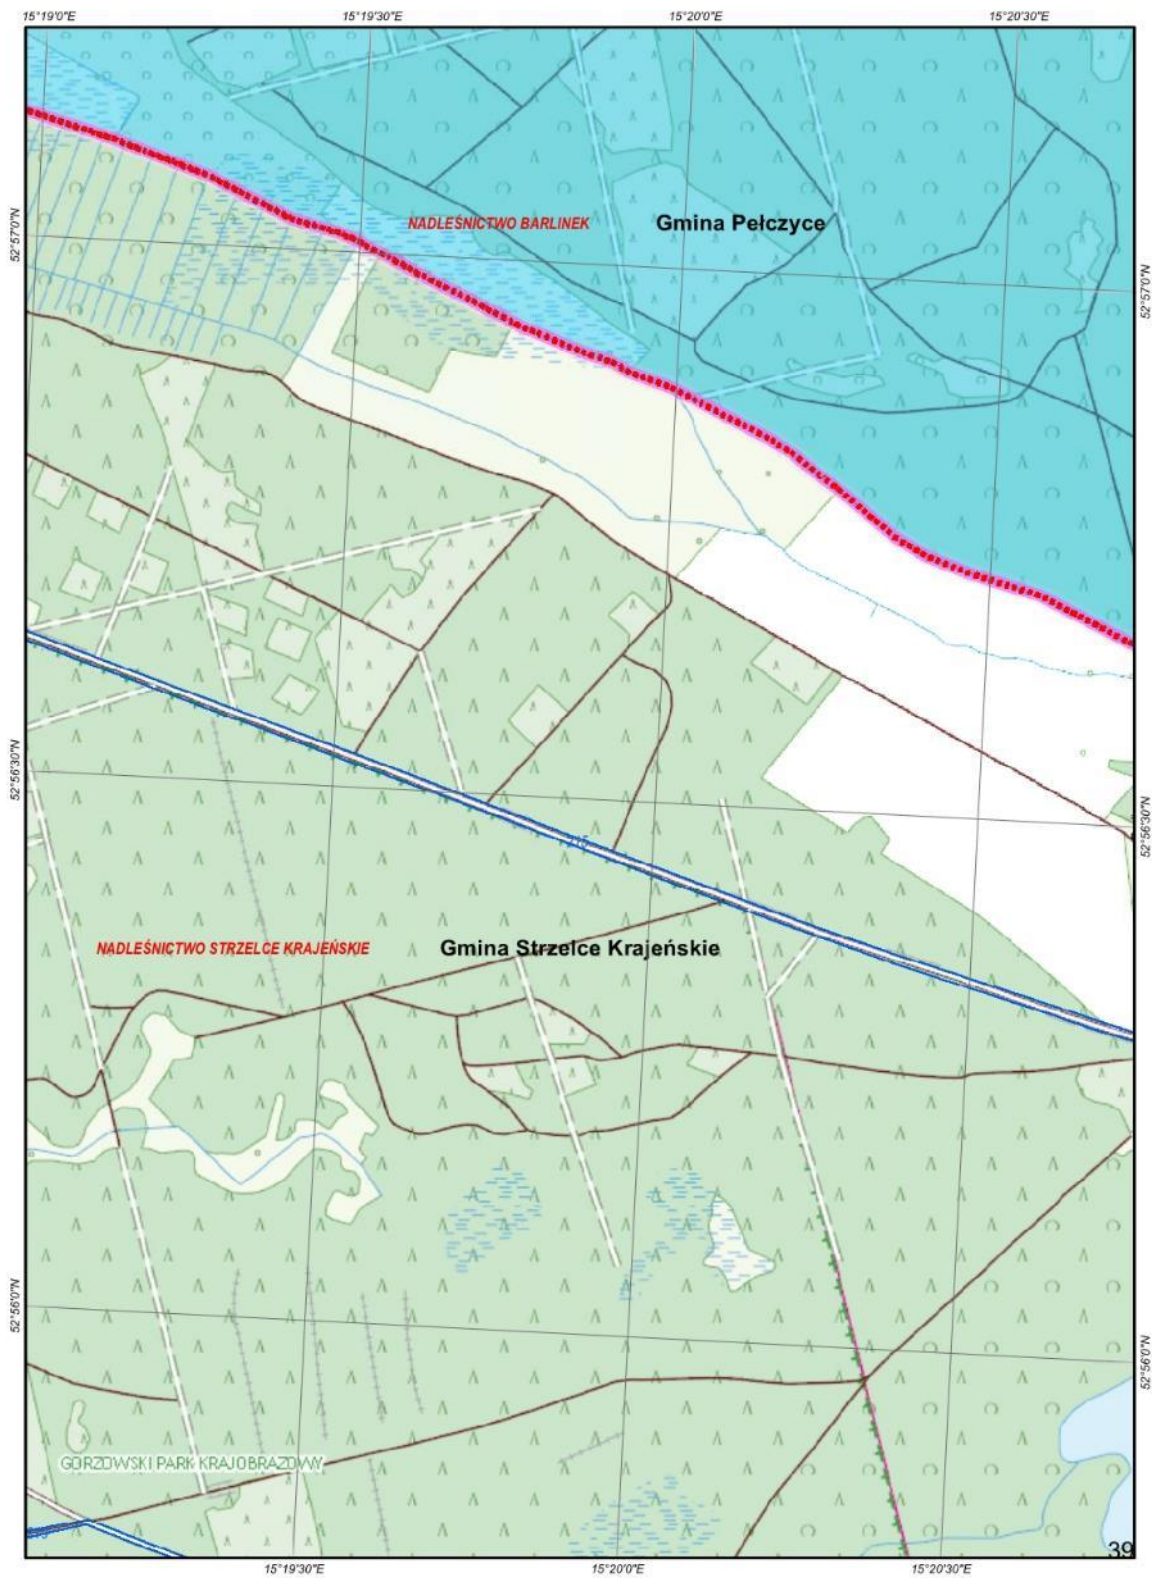 15°19'0"E 15°19'30"E 15°20'0"E 15°20'30"E
NADLEŚNICTWO BARLINEK Gmina Pełczyce
52°57'0"N 52°57'0"N
52°56'30"N 52°56'30"N
NADLEŚNICTWO STRZELCE KRAJEŃSKIE Gmina Strzelce Krajeńskie
52°56'0"N 52°56'0"N
GORZOWSKI PARK KRAJOBRAZOWY
39
15°19'30"E 15°20'0"E 15°20'30"E